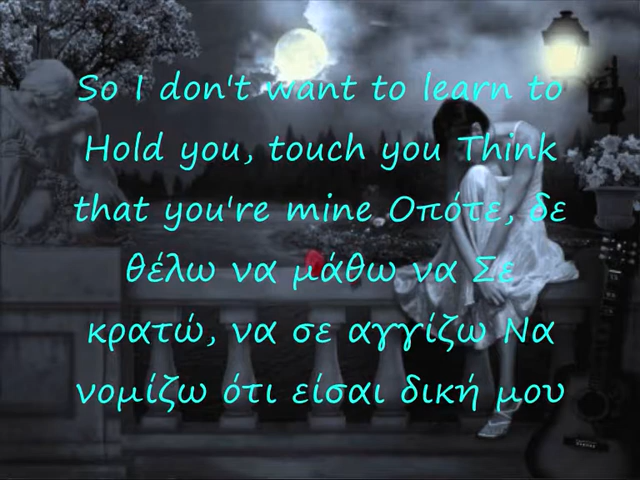 So I don't want to learn to
Hold you, touch you Think
that you're mine Οπότε, δε
θέλω να μάθω να Σε
κρατώ, να σε αγγίζω Να
νομίζω ότι είσαι δική μου